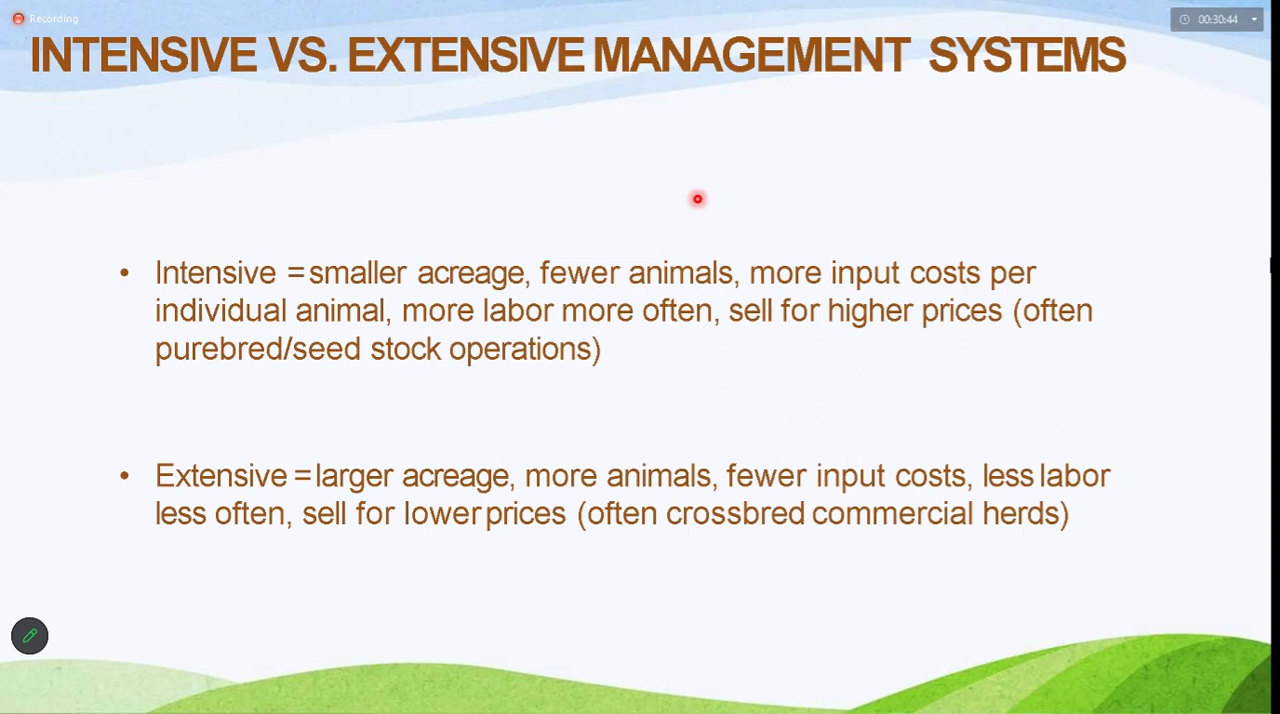 Recording
00:30:44
INTENSIVE VS. EXTENSIVE MANAGEMENT SYSTEMS
• Intensive = smaller acreage, fewer animals, more input costs per
individual animal, more labor more often, sell for higher prices (often
purebred/seed stock operations)
• Extensive = larger acreage, more animals, fewer input costs, less labor
less often, sell for lower prices (often crossbred commercial herds)